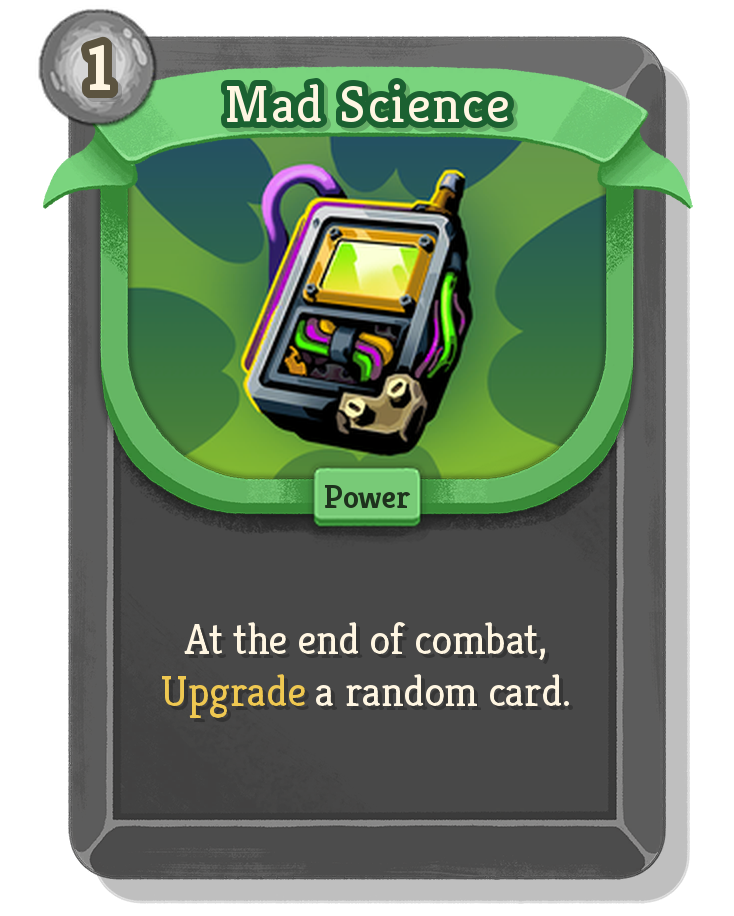 1
Mad Science
Power
At the end of combat,
Upgrade a random card.